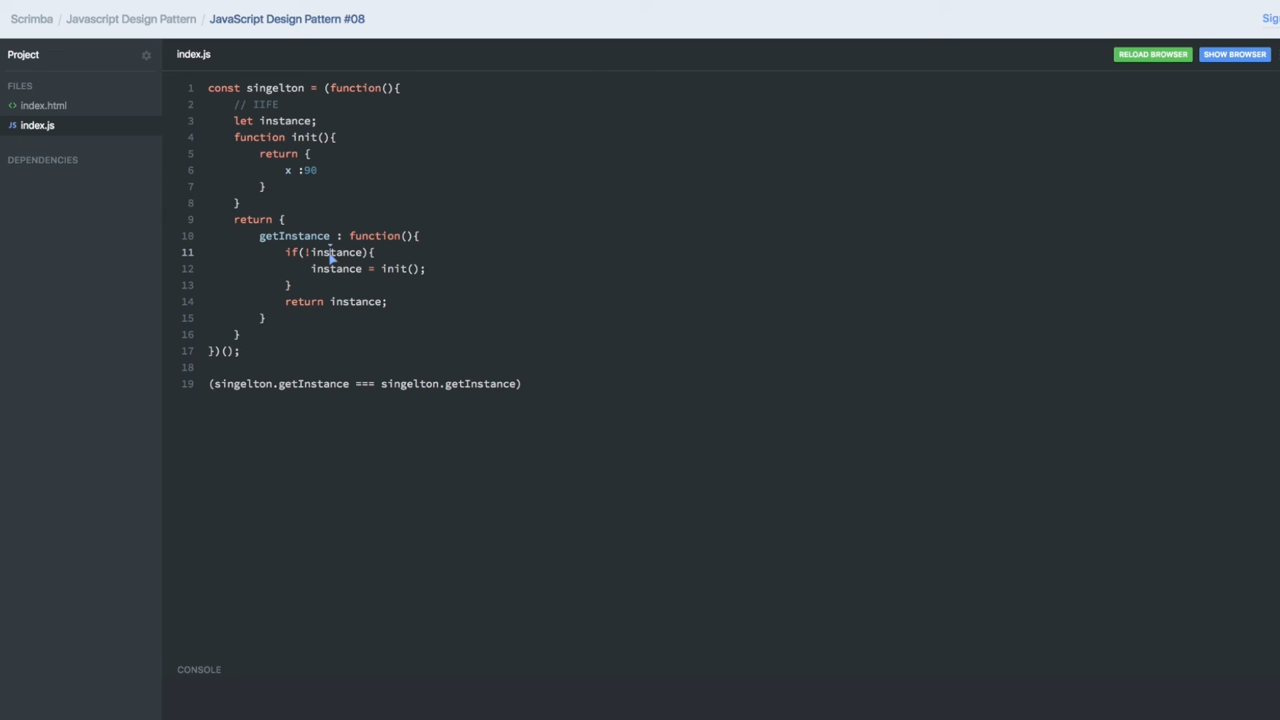 Scrimba / Javascript Design Pattern / JavaScript Design Pattern #08
Sig
Project
index.js
RELOAD BROWSER
SHOW BROWSER
FILES
<> index.html
JS index.js
DEPENDENCIES
1 const singelton = (function(){
2 // IIFE
3 let instance;
4 function init(){
5 return {
6 x :90
7 }
8 }
9 return {
10 getInstance : function(){
11 if(!instance){
12 instance = init();
13 }
14 return instance;
15 }
16 }
17 })();
18
19 (singelton.getInstance === singelton.getInstance)
CONSOLE